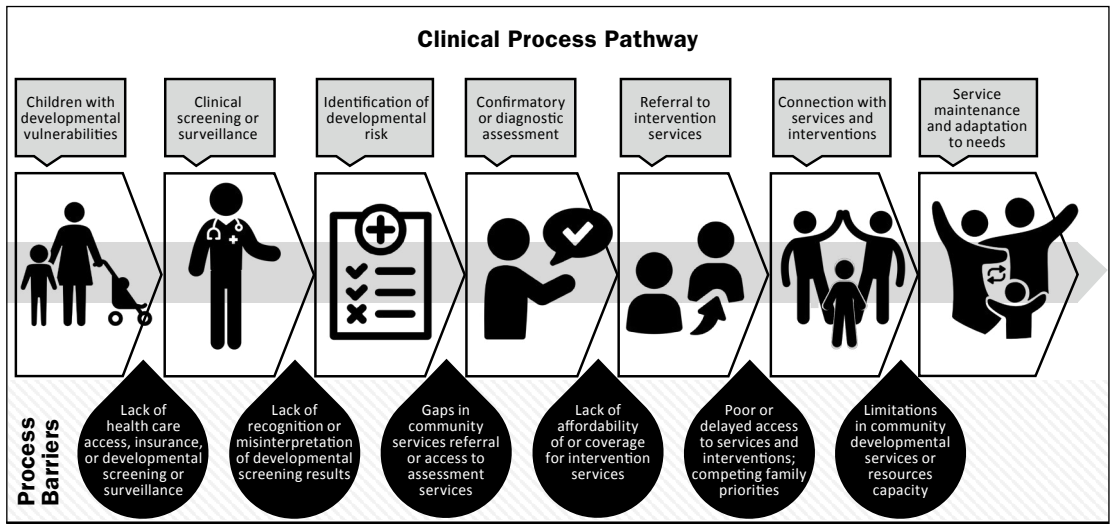 Clinical Process Pathway
Children with
developmental
vulnerabilities
Clinical
screening or
surveillance
Identification of
developmental
risk
Confirmatory
or diagnostic
assessment
Referral to
intervention
services
Connection with
services and
interventions
Service
maintenance
and adaptation
to needs
Process
Barriers
Lack of
health care
access, insurance,
or developmental
screening or
surveillance
Lack of
recognition or
misinterpretation
of developmental
screening results
Gaps in
community
services referral
or access to
assessment
services
Lack of
affordability
of or coverage
for intervention
services
Poor or
delayed access
to services and
interventions;
competing family
priorities
Limitations
in community
developmental
services or
resources
capacity